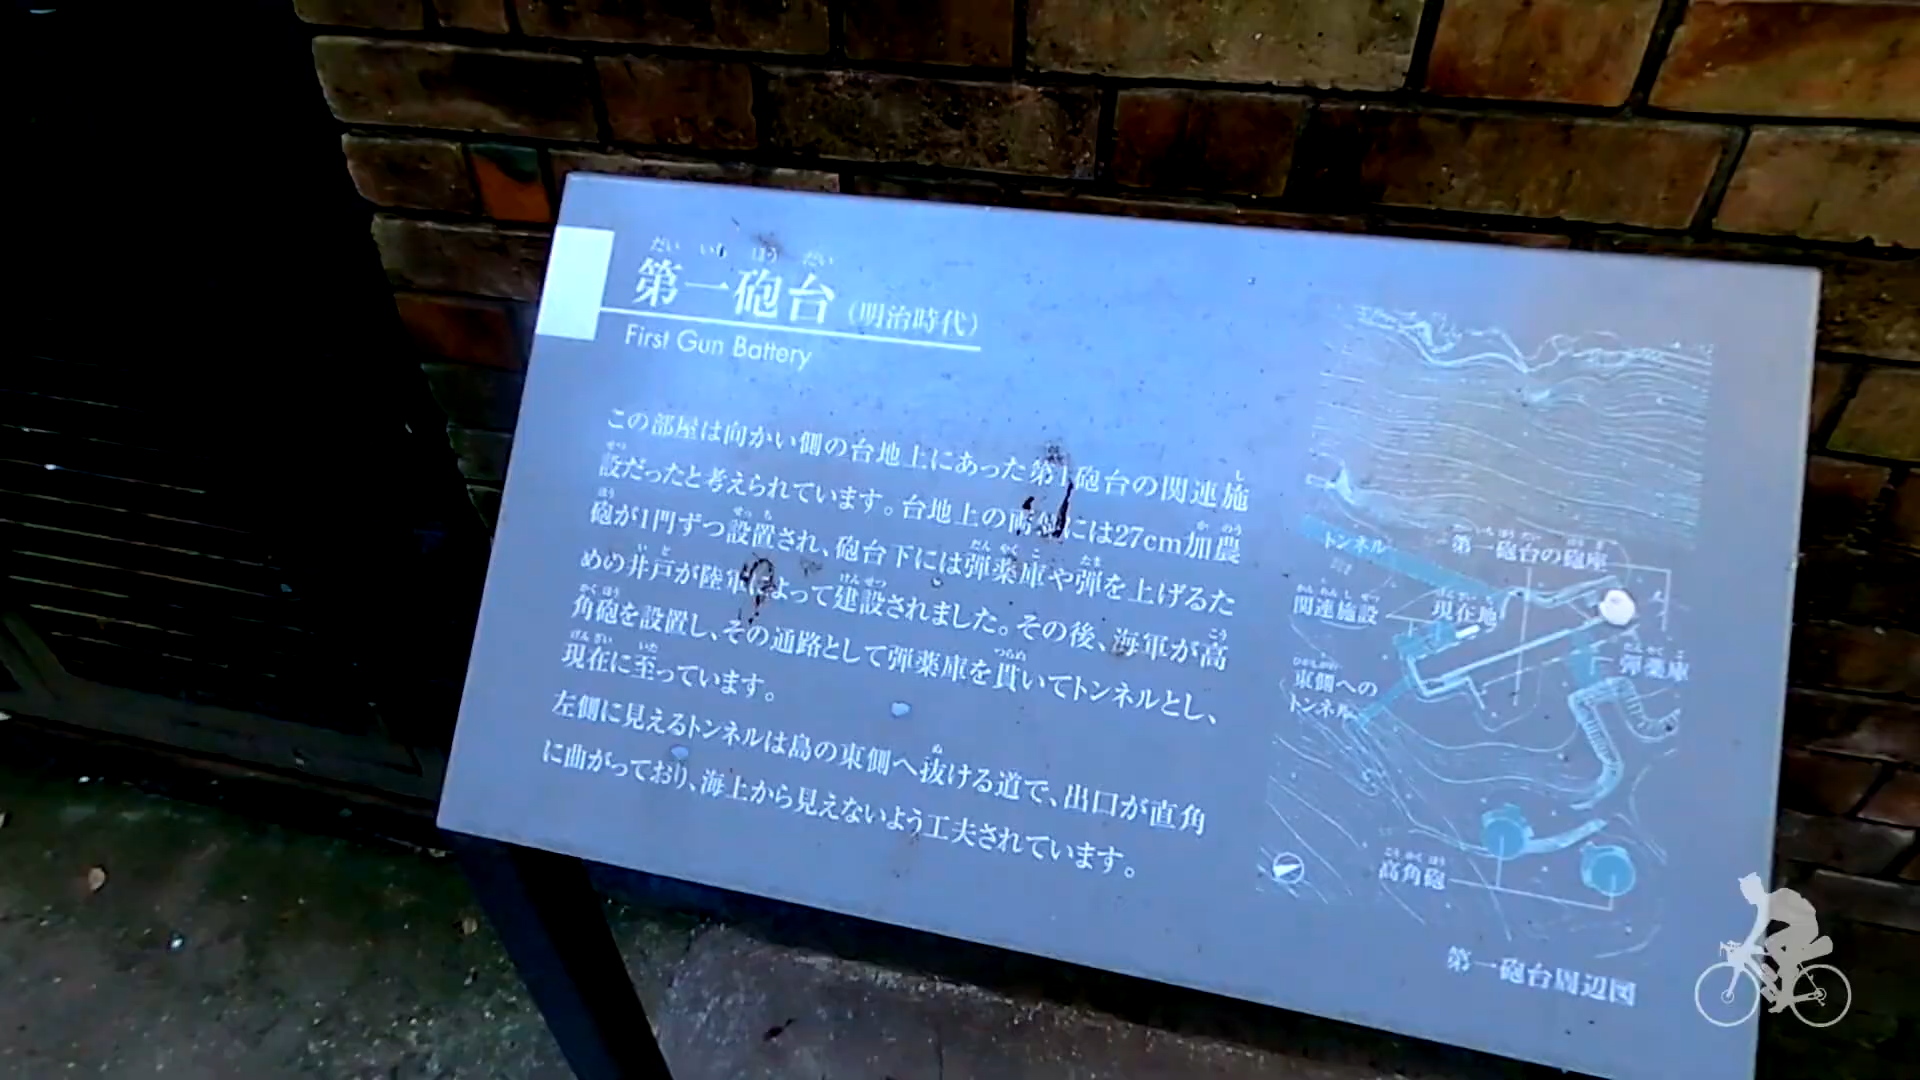 だい いち ほう だい
第一砲台（明治時代）
First Gun Battery
この部屋は向かい側の台地上にあった第1砲台の関連施
設だったと考えられています。台地上の両端には27cm加農
砲が1門ずつ設置され、砲台下には弾薬庫や弾を上げるた
めの井戸が陸軍によって建設されました。その後、海軍が高
角砲を設置し、その通路として弾薬庫を貫いてトンネルとし、
現在に至っています。
左側に見えるトンネルは島の東側へ抜ける道で、出口が直角
に曲がっており、海上から見えないよう工夫されています。
トンネル
第一砲台の砲座
関連施設
現在地
弾薬庫
東側への
トンネル
高角砲
第一砲台周辺図